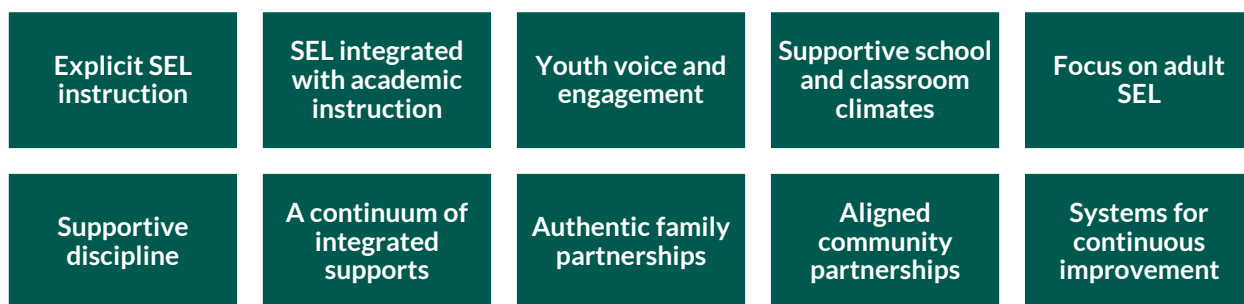 Explicit SEL
instruction
SEL integrated
with academic
instruction
Youth voice and
engagement
Supportive school
and classroom
climates
Focus on adult
SEL
Supportive
discipline
A continuum of
integrated
supports
Authentic family
partnerships
Aligned
community
partnerships
Systems for
continuous
improvement